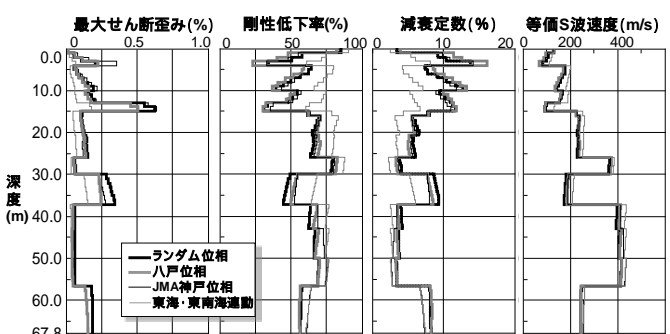 最大せん断歪み(%)
剛性低下率(%)
減衰定数(%)
等価S波速度(m/s)
0 0.5 1.0
0 50 100
0 10 20
0 200 400
0.0
10.0
20.0
30.0
40.0
50.0
60.0
67.8
深度(m)
ランダム位相
八戸位相
JMA神戸位相
東海・東南海連動